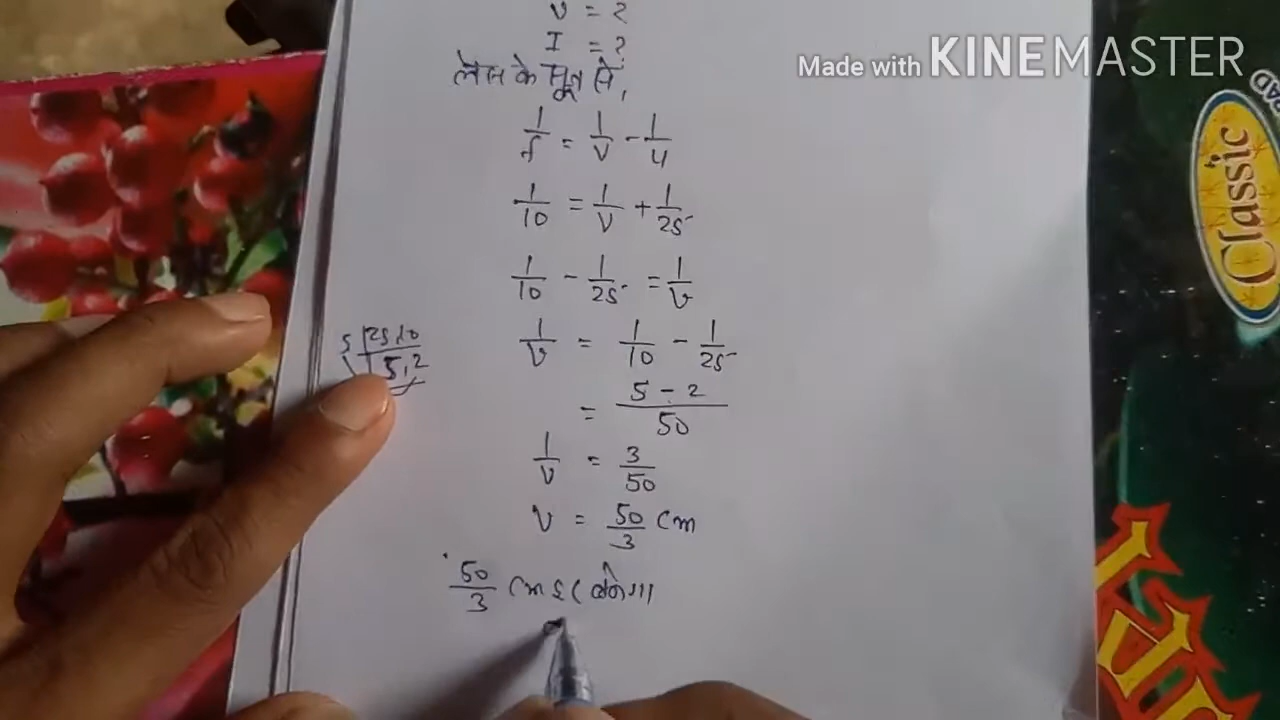 v = ?
I = ?
Made with KINEMASTER
लेन्स के सूत्र से,
1/f = 1/v - 1/u
1/10 = 1/v + 1/25
1/10 - 1/25 = 1/v
5 | 25,10
5,2
1/v = 1/10 - 1/25
= 5 - 2 / 50
1/v = 3/50
v = 50/3 cm
50/3 cm दूर बनेगा।
Classic
PAD